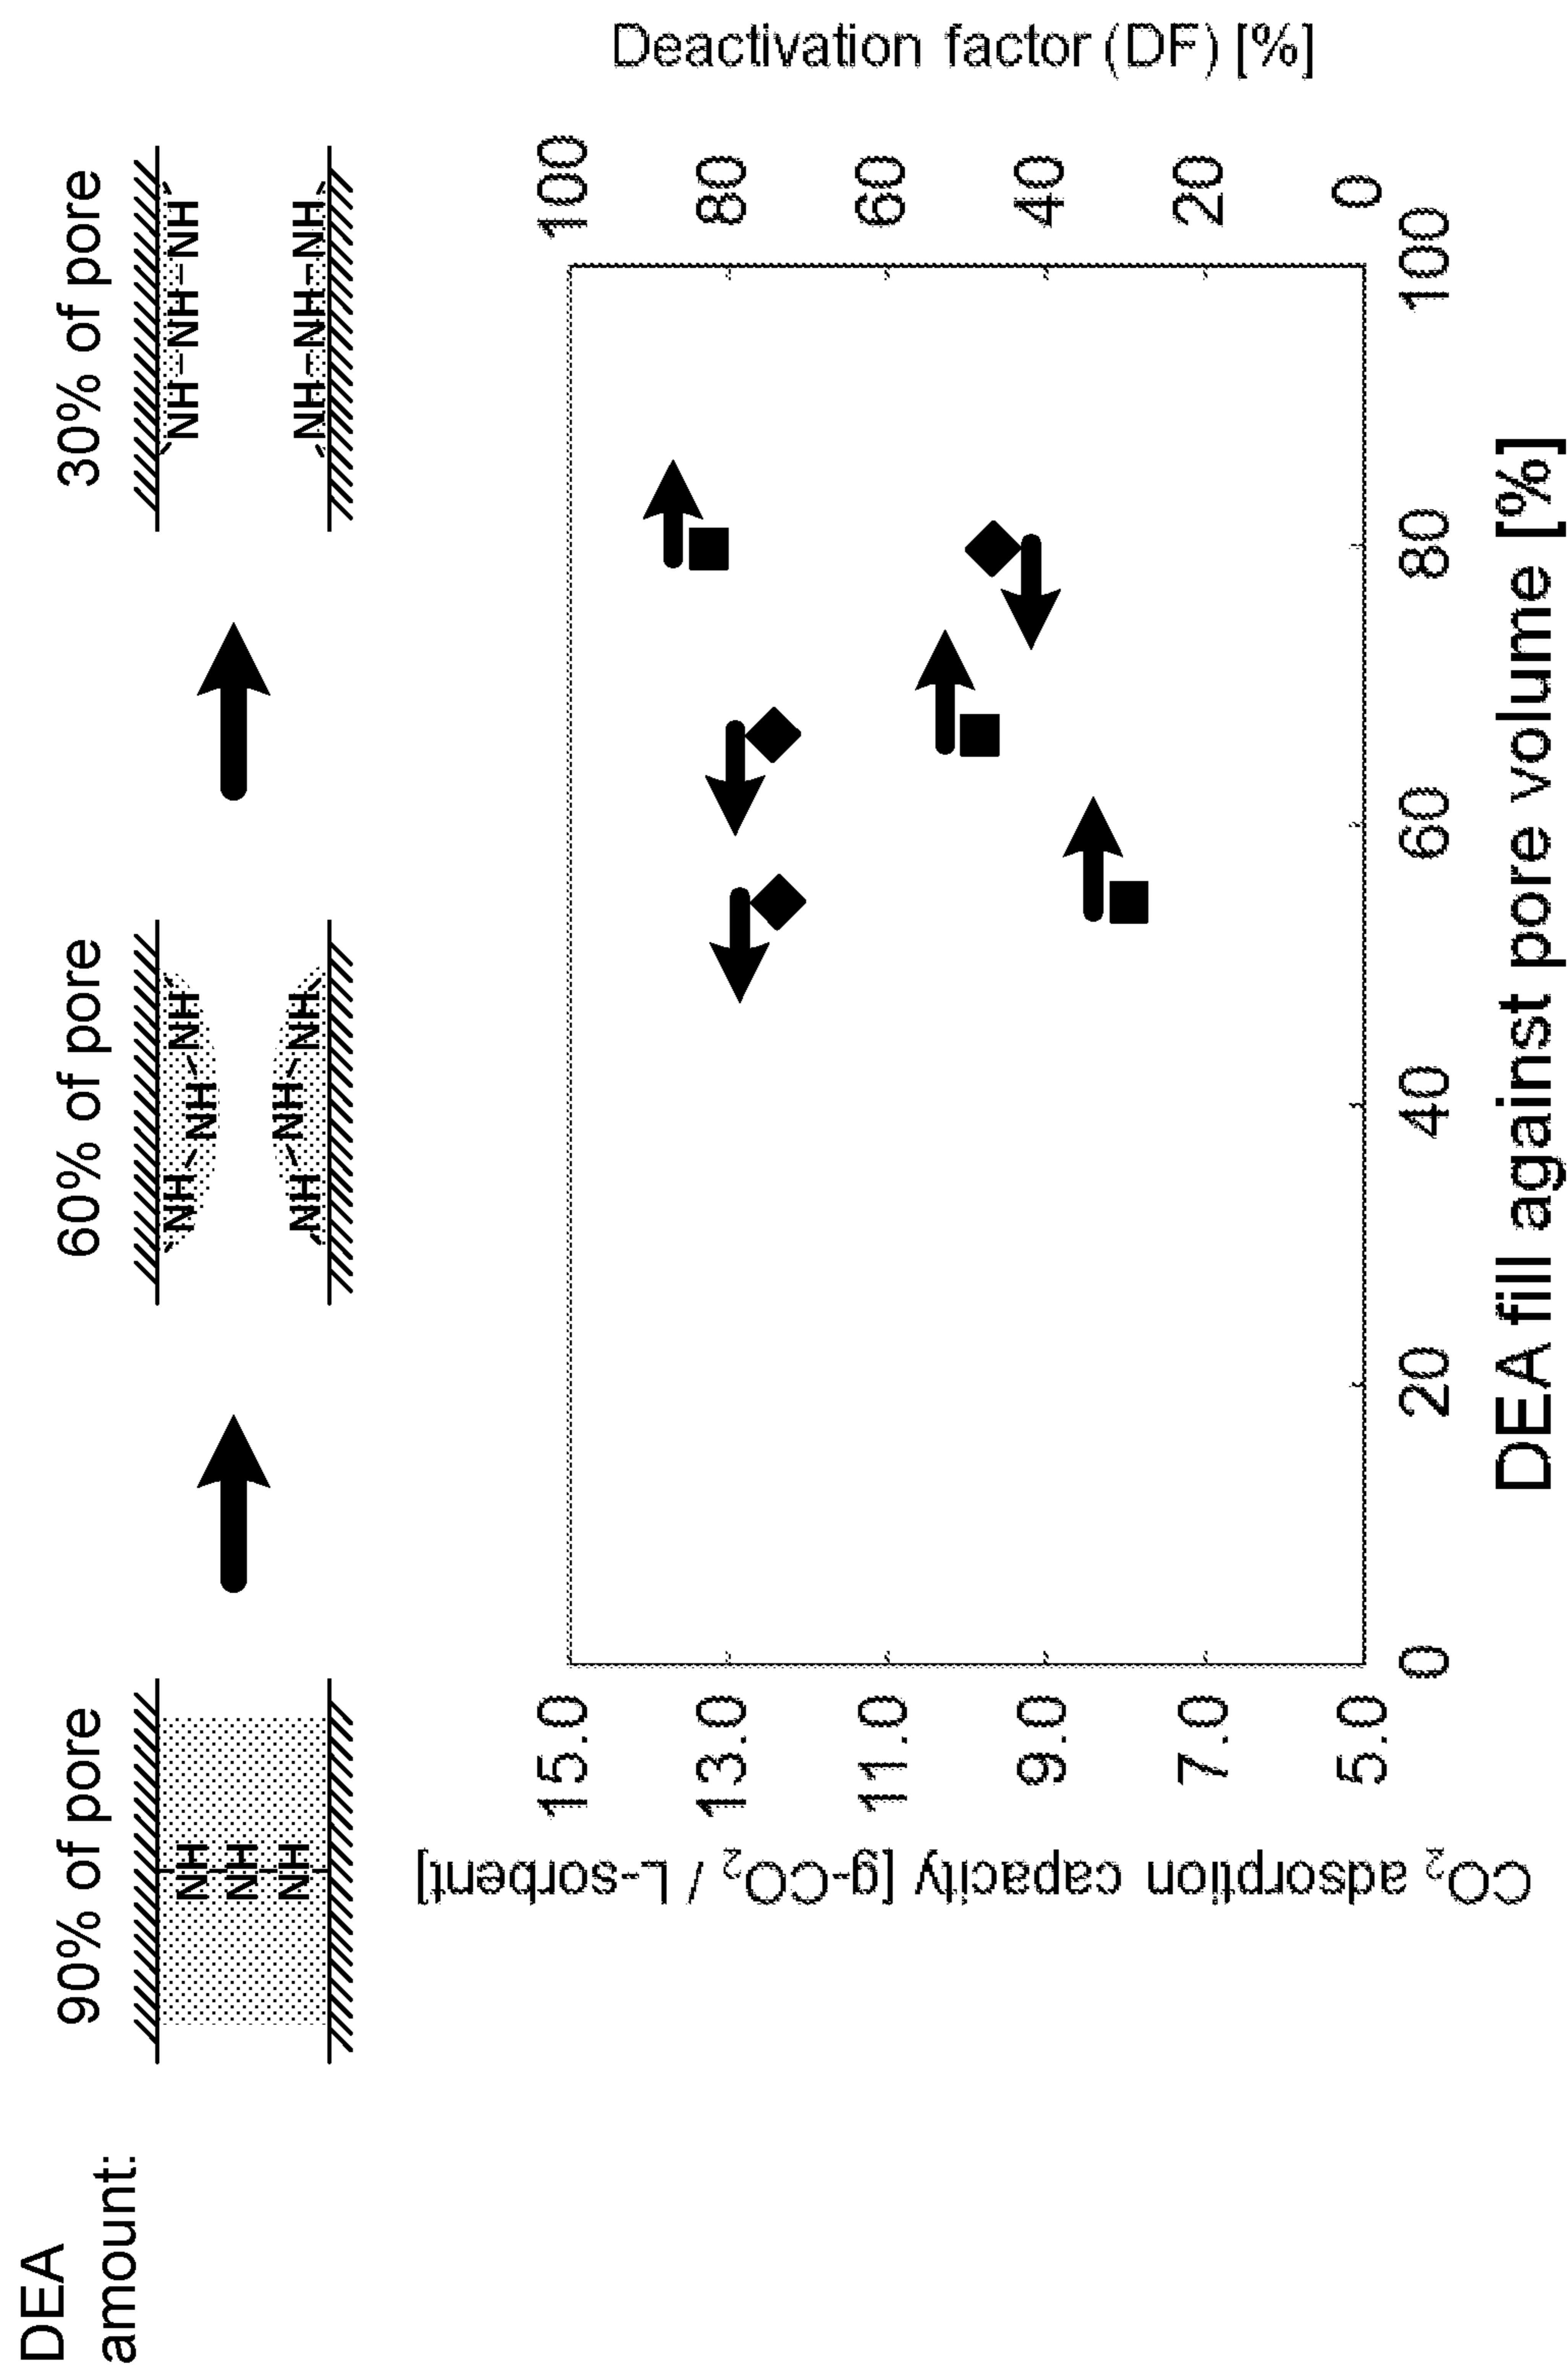 DEA
amount:
90% of pore
60% of pore
30% of pore
NH
NH
NH
NH
NH
NH
NH
NH
NH
NH-NH-NH
NH-NH-NH
CO₂ adsorption capacity [g-CO₂ / L-sorbent]
15.0
13.0
11.0
9.0
7.0
5.0
Deactivation factor (DF) [%]
100
80
60
40
20
0
0
20
40
60
80
100
DEA fill against pore volume [%]